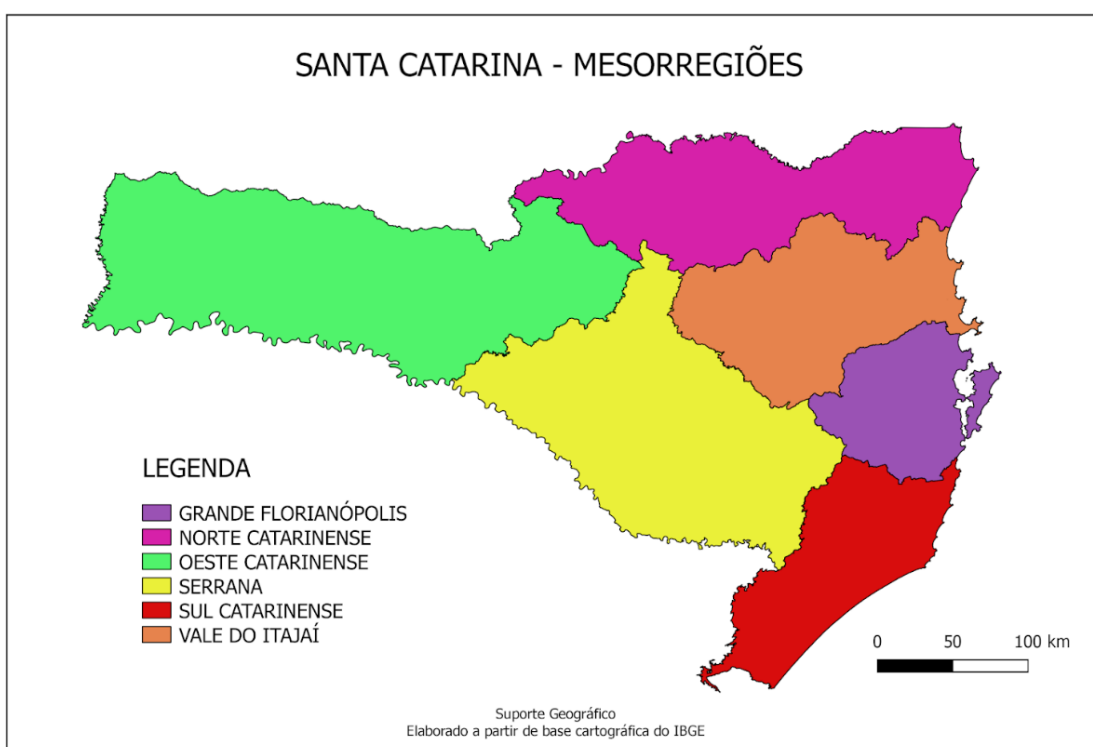 SANTA CATARINA - MESORREGIÕES
LEGENDA
GRANDE FLORIANÓPOLIS
NORTE CATARINENSE
OESTE CATARINENSE
SERRANA
SUL CATARINENSE
VALE DO ITAJAÍ
0 50 100 km
Suporte Geográfico
Elaborado a partir de base cartográfica do IBGE